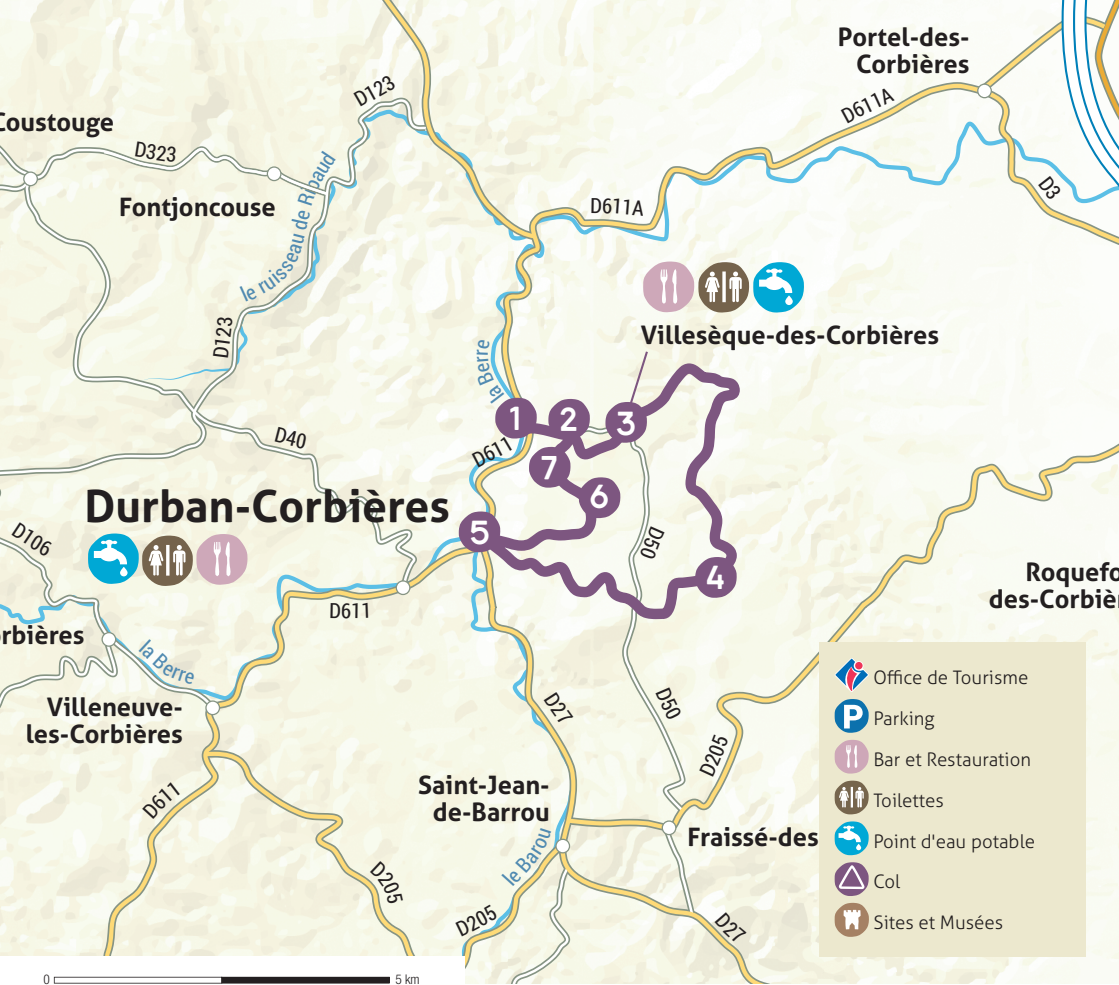 Portel-des-
Corbières
D123
D611A
Coustouge
D323
Fontjoncouse
le ruisseau de Ripaud
D611A
D3
D123
Villesèque-des-Corbières
la Berre
1
2
3
D611
D40
7
6
Durban-Corbières
5
D106
D50
4
D611
Roquefo
des-Corbièr
rbières
la Berre
Villeneuve-
les-Corbières
D27
D50
D205
Saint-Jean-
de-Barrou
D611
Fraissé-des
le Barou
D205
D205
D27
Office de Tourisme
P Parking
Bar et Restauration
Toilettes
Point d'eau potable
Col
Sites et Musées
0 5 km